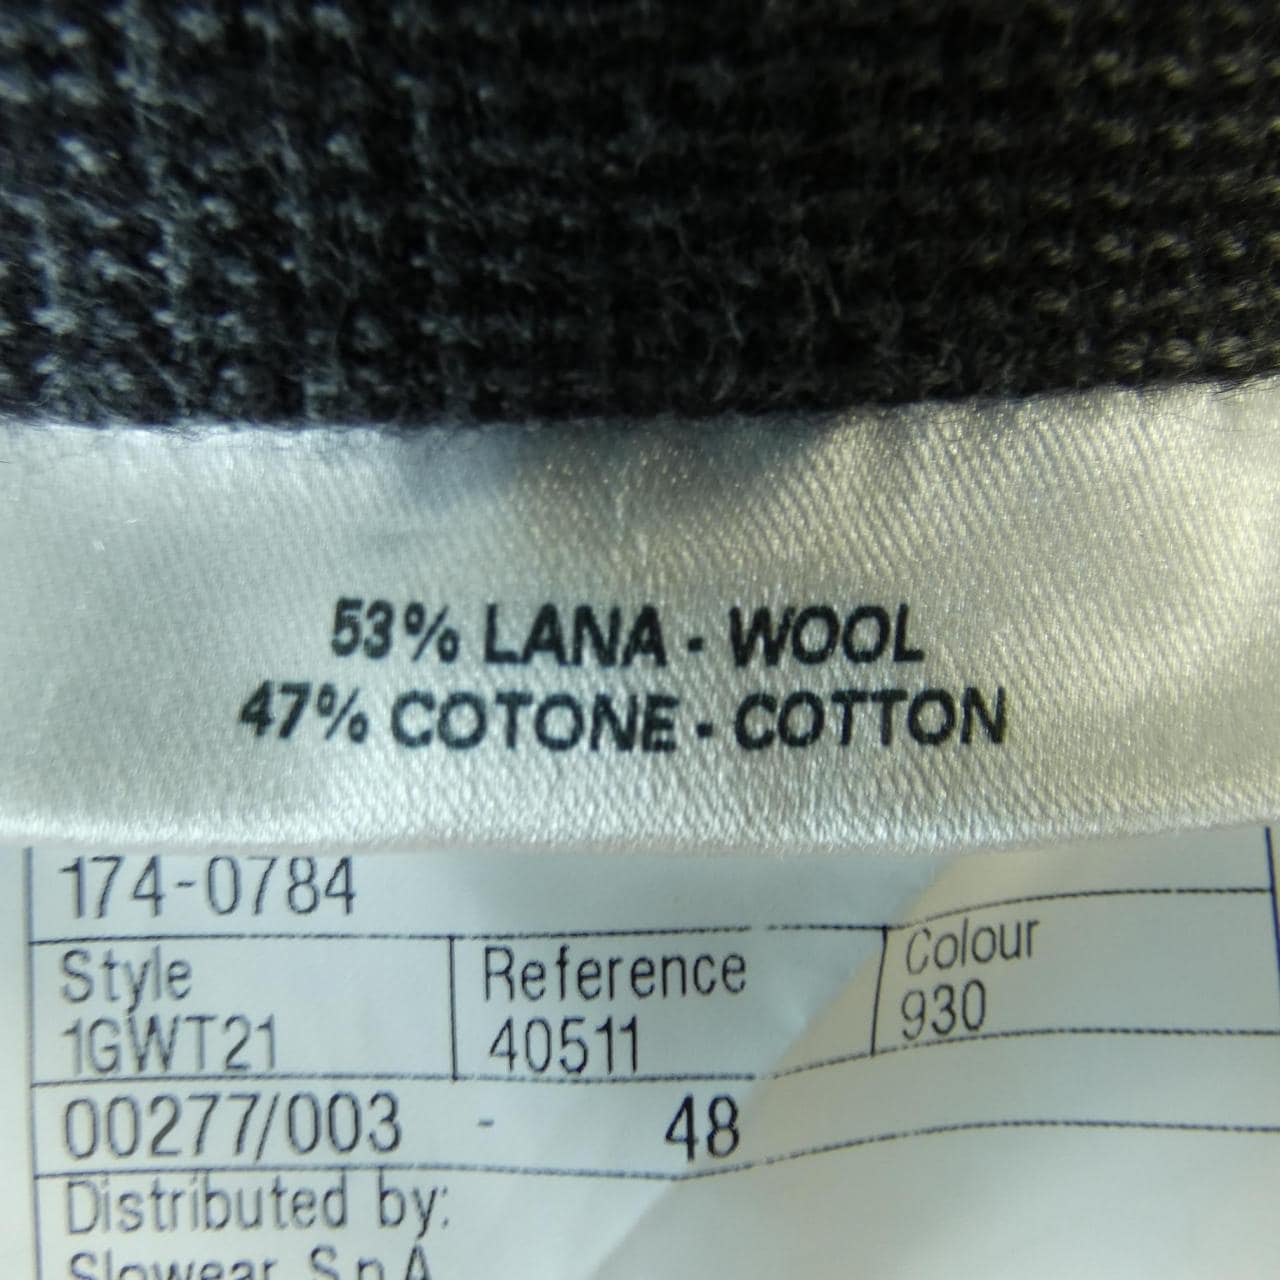 53% LANA - WOOL
47% COTONE - COTTON
174-0784
Style Reference Colour
1GWT21 40511 930
00277/003 - 48
Distributed by:
Slowear S.p.A.